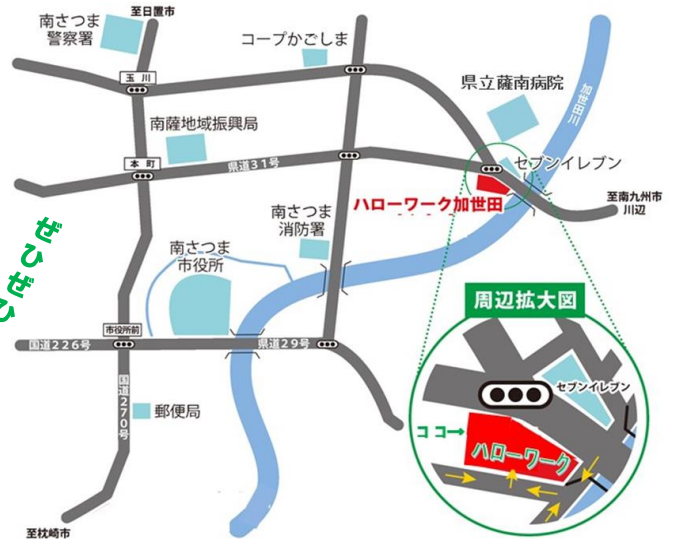 至日置市
南さつま
警察署
コープかごしま
玉川
県立薩南病院
加世田川
南薩地域振興局
本町
県道31号
セブンイレブン
ハローワーク加世田
至南九州市
川辺
ぜひぜひ
南さつま
消防署
南さつま
市役所
周辺拡大図
市役所前
国道226号
県道29号
国道270号
郵便局
セブンイレブン
ココ→
ハローワーク
至枕崎市